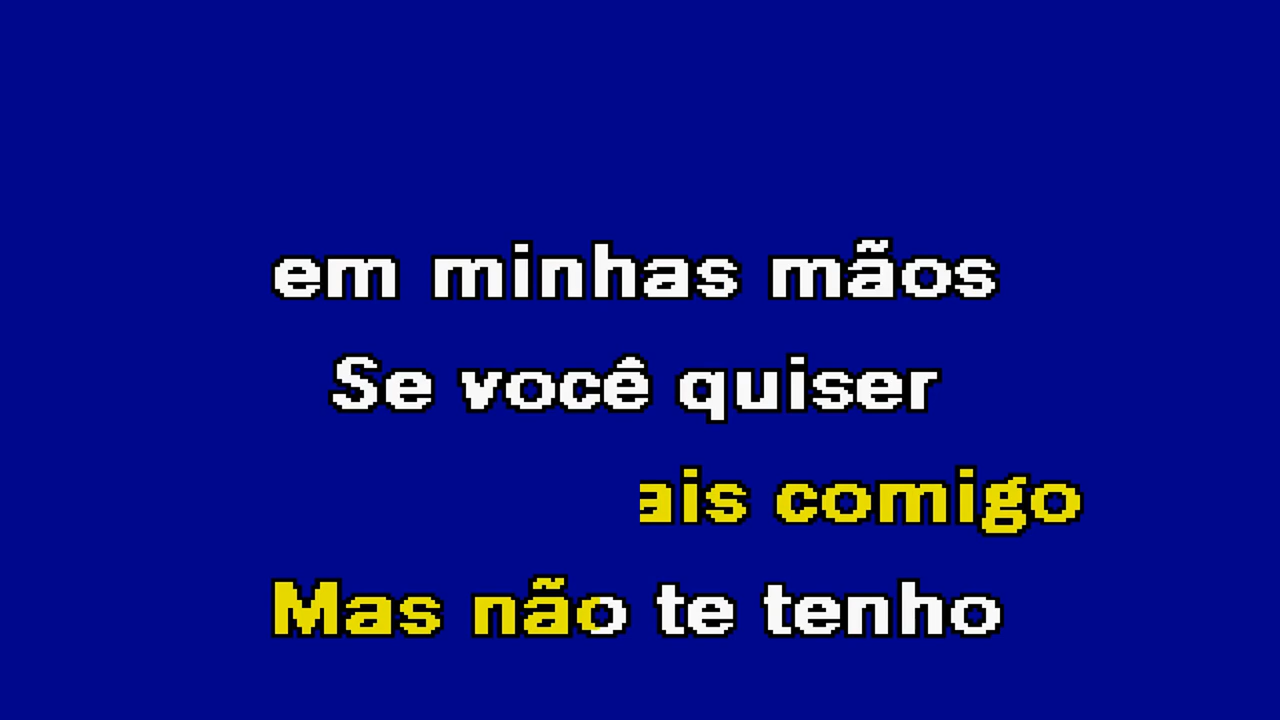 em minhas mãos
Se você quiser
ais comigo
Mas não te tenho